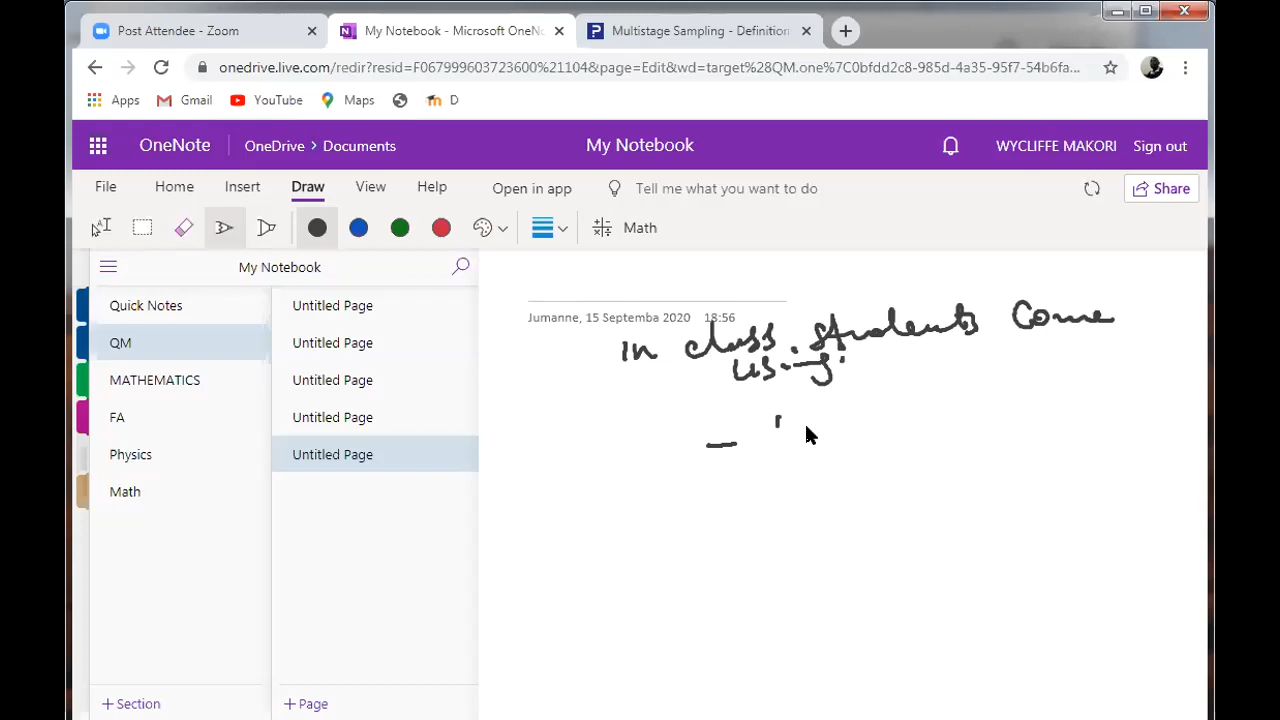 Post Attendee - Zoom
My Notebook - Microsoft OneNo
Multistage Sampling - Definition
onedrive.live.com/redir?resid=F067999603723600%21104&page=Edit&wd=target%28QM.one%7C0bfdd2c8-985d-4a35-95f7-54b6fa...
Apps Gmail YouTube Maps D
OneNote OneDrive > Documents My Notebook WYCLIFFE MAKORI Sign out
File Home Insert Draw View Help Open in app Tell me what you want to do Share
Math
My Notebook
Quick Notes
QM
MATHEMATICS
FA
Physics
Math
Untitled Page
Untitled Page
Untitled Page
Untitled Page
Untitled Page
Jumanne, 15 Septemba 2020 18:56
in class. students come
+ Section
+ Page